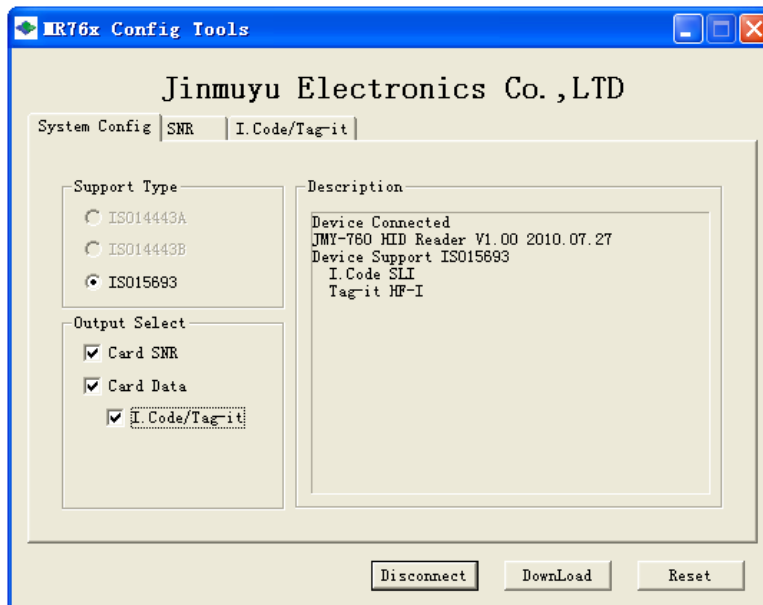 MR76x Config Tools
Jinmuyu Electronics Co.,LTD
System Config
SNR
I.Code/Tag-it
Support Type
ISO14443A
ISO14443B
ISO15693
Output Select
Card SNR
Card Data
I.Code/Tag-it
Description
Device Connected
JMY-760 HID Reader V1.00 2010.07.27
Device Support ISO15693
I.Code SLI
Tag-it HF-I
Disconnect
DownLoad
Reset